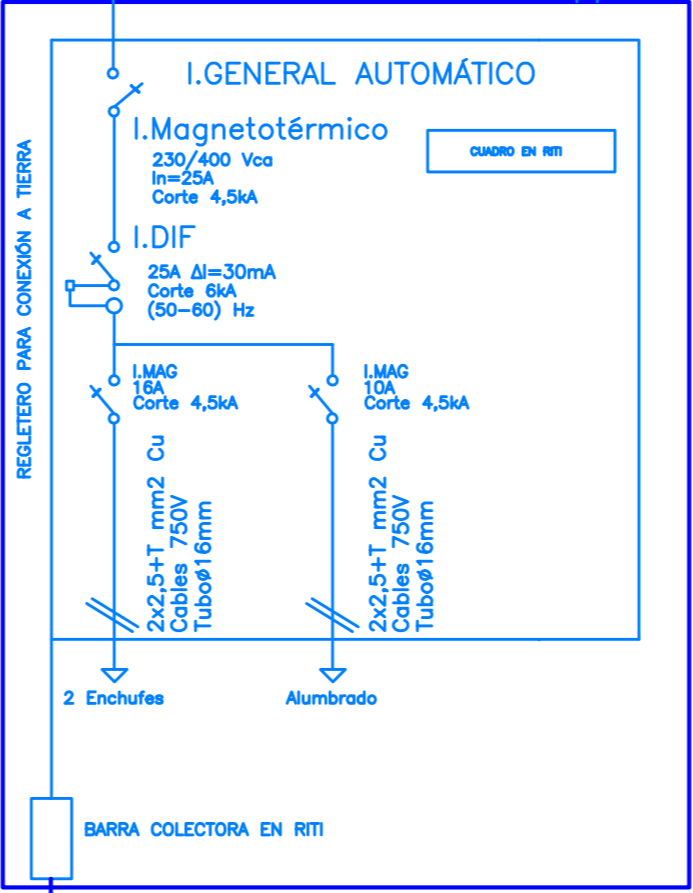 I.GENERAL AUTOMÁTICO
I.Magnetotérmico
230/400 Vca
In=25A
Corte 4,5kA
CUADRO EN RITI
I.DIF
25A ΔI=30mA
Corte 6kA
(50-60) Hz
REGLETERO PARA CONEXIÓN A TIERRA
I.MAG
16A
Corte 4,5kA
I.MAG
10A
Corte 4,5kA
2x2,5+T mm2 Cu
Cables 750V
Tuboø16mm
2x2,5+T mm2 Cu
Cables 750V
Tuboø16mm
2 Enchufes
Alumbrado
BARRA COLECTORA EN RITI